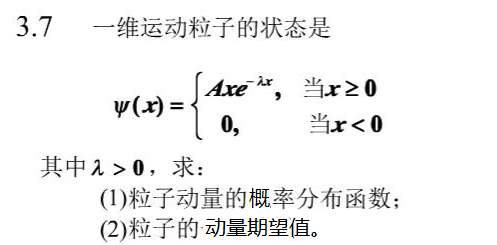 3.7 一维运动粒子的状态是
ψ(x) = { Axe^{-λx}, 当x ≥ 0
0, 当x < 0
其中λ > 0，求：
(1)粒子动量的概率分布函数；
(2)粒子的动量期望值。